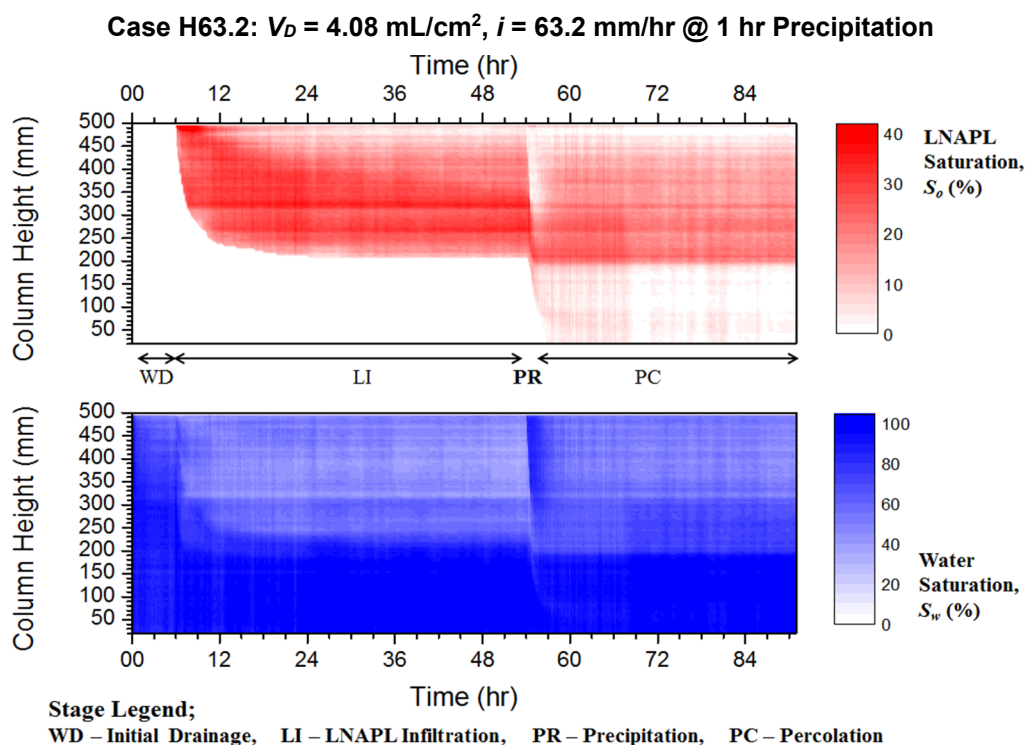 Case H63.2: V_D = 4.08 mL/cm², i = 63.2 mm/hr @ 1 hr Precipitation
Time (hr)
00 12 24 36 48 60 72 84
Column Height (mm)
500
450
400
350
300
250
200
150
100
50
LNAPL
Saturation,
S_o (%)
40
30
20
10
0
WD LI PR PC
Column Height (mm)
500
450
400
350
300
250
200
150
100
50
100
80
60
40
20
0
Water
Saturation,
S_w (%)
00 12 24 36 48 60 72 84
Time (hr)
Stage Legend;
WD – Initial Drainage, LI – LNAPL Infiltration, PR – Precipitation, PC – Percolation